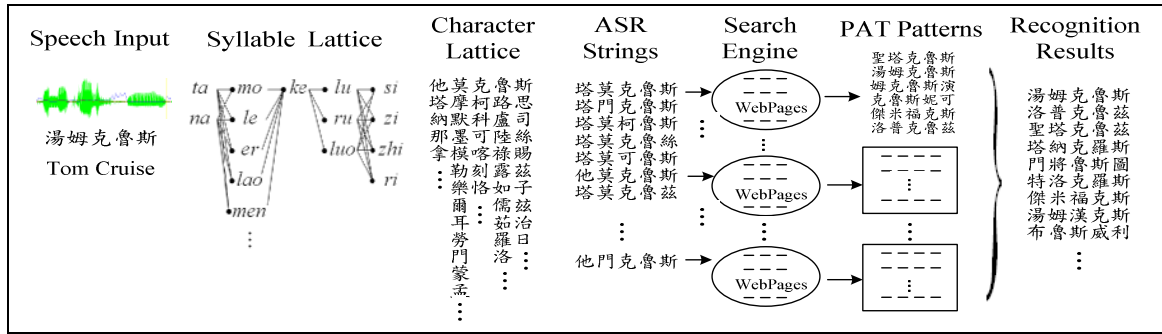 Speech Input
湯姆克魯斯
Tom Cruise
Syllable Lattice
ta mo ke lu si
na le ru zi
er luo zhi
lao ri
men
⋮
Character
Lattice
他莫克魯斯
塔摩柯路思
納默科盧司
那墨可陸絲
拿模喀祿賜
勒刻露茲
樂恪如子
爾儒茲
耳茹治
勞羅日
門洛
蒙
孟
ASR
Strings
塔莫克魯斯
塔門克魯斯
塔莫柯魯斯
塔莫克魯絲
塔莫可魯斯
他莫克魯斯
塔莫克魯茲
他門克魯斯
Search
Engine
WebPages
WebPages
WebPages
PAT Patterns
聖塔克魯斯
湯姆克魯斯
姆克魯斯演
克魯斯妮可
傑米福克斯
洛普克魯茲
Recognition
Results
湯姆克魯斯
洛普克魯茲
聖塔克魯茲
塔納克羅斯
門將魯斯圖
特洛克羅斯
傑米福克斯
湯姆漢克斯
布魯斯威利